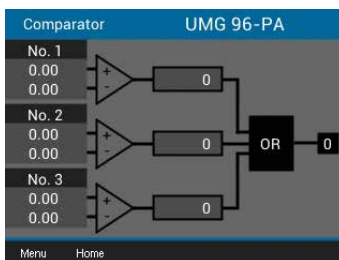 Comparator UMG 96-PA
No. 1
0.00 +
0.00 -
0
No. 2
0.00 +
0.00 -
0
OR 0
No. 3
0.00 +
0.00 -
0
Menu Home